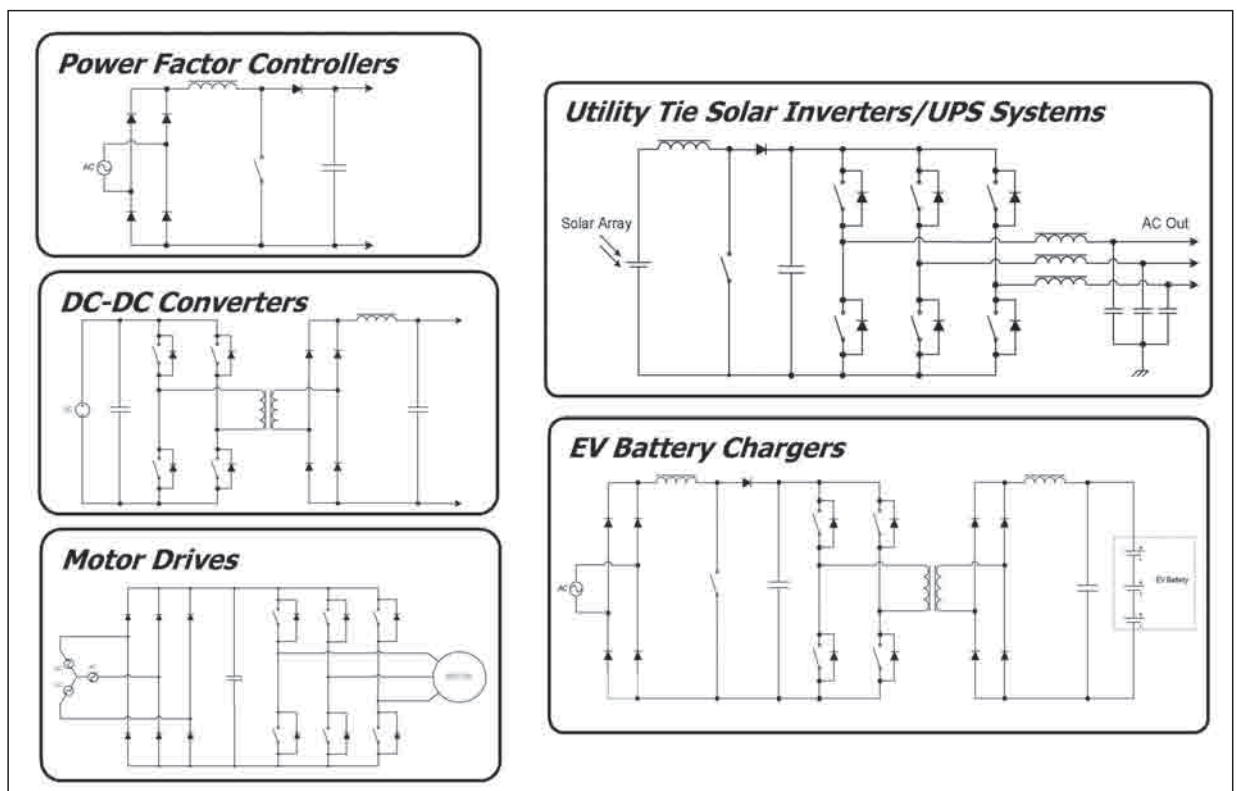 Power Factor Controllers
AC
DC-DC Converters
Motor Drives
Utility Tie Solar Inverters/UPS Systems
Solar Array
AC Out
EV Battery Chargers
AC
EV Battery